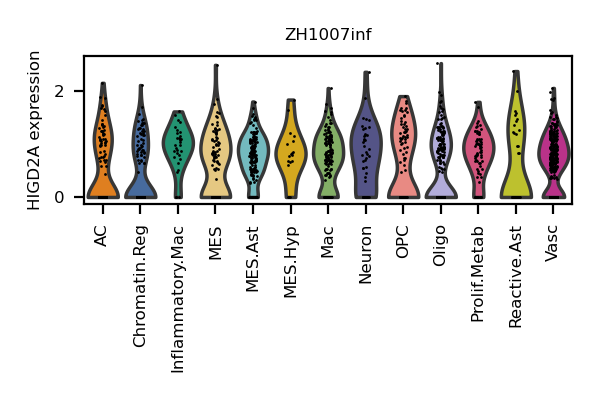 ZH1007inf
HIGD2A expression
2
0
AC
Chromatin.Reg
Inflammatory.Mac
MES
MES.Ast
MES.Hyp
Mac
Neuron
OPC
Oligo
Prolif.Metab
Reactive.Ast
Vasc